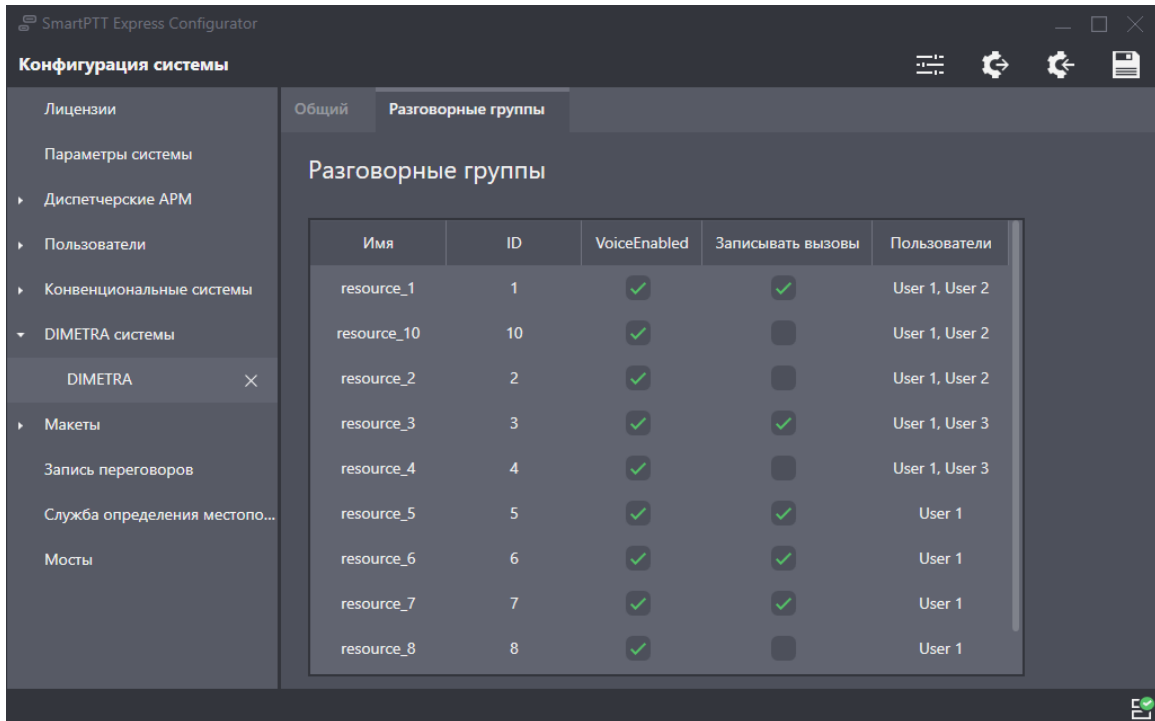 SmartPTT Express Configurator
Конфигурация системы
Лицензии
Параметры системы
Диспетчерские АРМ
Пользователи
Конвенциональные системы
DIMETRA системы
DIMETRA
Макеты
Запись переговоров
Служба определения местопо...
Мосты
Общий Разговорные группы
Разговорные группы
Имя ID VoiceEnabled Записывать вызовы Пользователи
resource_1 1 User 1, User 2
resource_10 10 User 1, User 2
resource_2 2 User 1, User 2
resource_3 3 User 1, User 3
resource_4 4 User 1, User 3
resource_5 5 User 1
resource_6 6 User 1
resource_7 7 User 1
resource_8 8 User 1